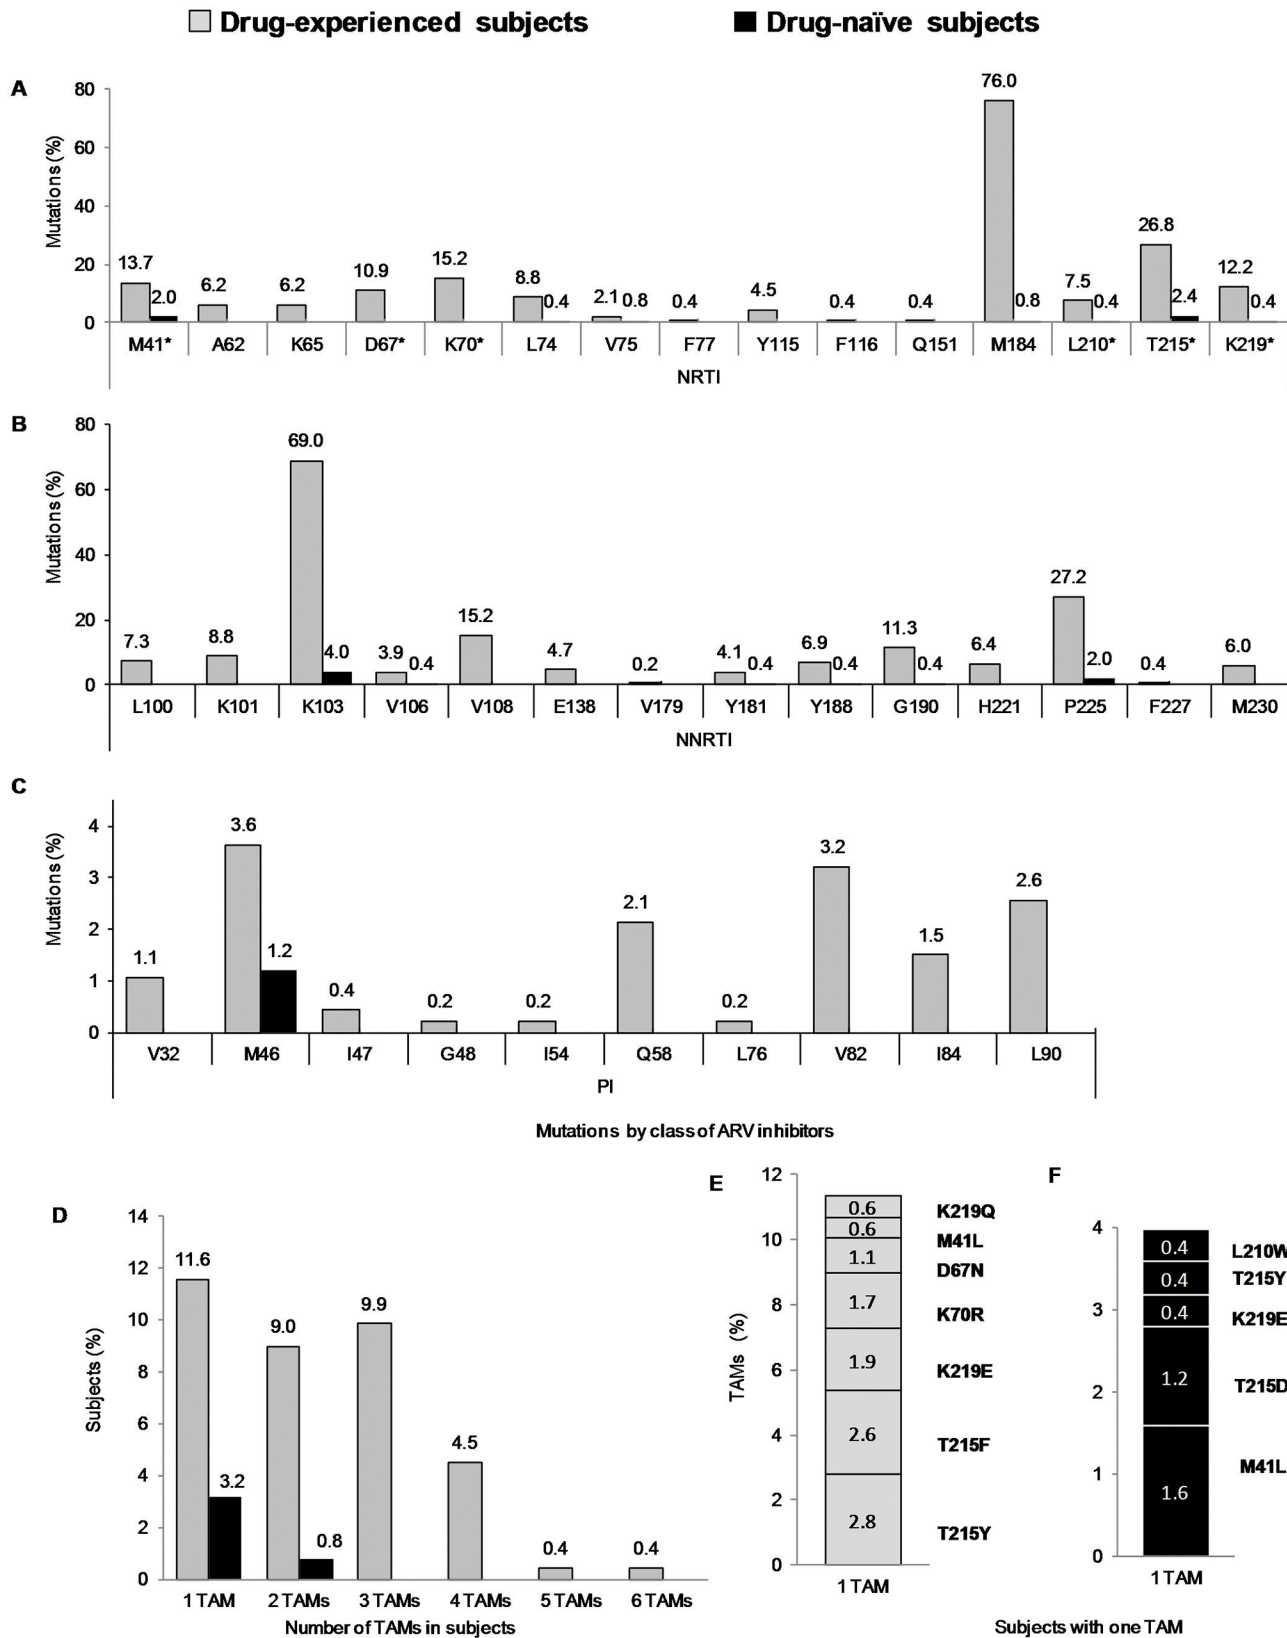 Drug-experienced subjects Drug-naïve subjects
A
Mutations (%)
80
60
40
20
0
76.0
26.8
13.7 2.0 6.2 6.2 10.9 15.2 8.8 0.4 2.1 0.8 0.4 4.5 0.4 0.4 0.8 7.5 0.4 2.4 12.2 0.4
M41* A62 K65 D67* K70* L74 V75 F77 Y115 F116 Q151 M184 L210* T215* K219*
NRTI
B
Mutations (%)
80
60
40
20
0
69.0
27.2
7.3 8.8 4.0 3.9 0.4 15.2 4.7 0.2 4.1 0.4 6.9 0.4 11.3 0.4 6.4 2.0 0.4 6.0
L100 K101 K103 V106 V108 E138 V179 Y181 Y188 G190 H221 P225 F227 M230
NNRTI
C
Mutations (%)
4
3
2
1
0
1.1 3.6 1.2 0.4 0.2 0.2 2.1 0.2 3.2 1.5 2.6
V32 M46 I47 G48 I54 Q58 L76 V82 I84 L90
PI
Mutations by class of ARV inhibitors
D
Subjects (%)
14
12
10
8
6
4
2
0
11.6 3.2 9.0 0.8 9.9 4.5 0.4 0.4
1 TAM 2 TAMs 3 TAMs 4 TAMs 5 TAMs 6 TAMs
Number of TAMs in subjects
E
TAMs (%)
12
10
8
6
4
2
0
0.6 K219Q
0.6 M41L
1.1 D67N
1.7 K70R
1.9 K219E
2.6 T215F
2.8 T215Y
1 TAM
F
4
3
2
1
0
0.4 L210W
0.4 T215Y
0.4 K219E
1.2 T215D
1.6 M41L
1 TAM
Subjects with one TAM